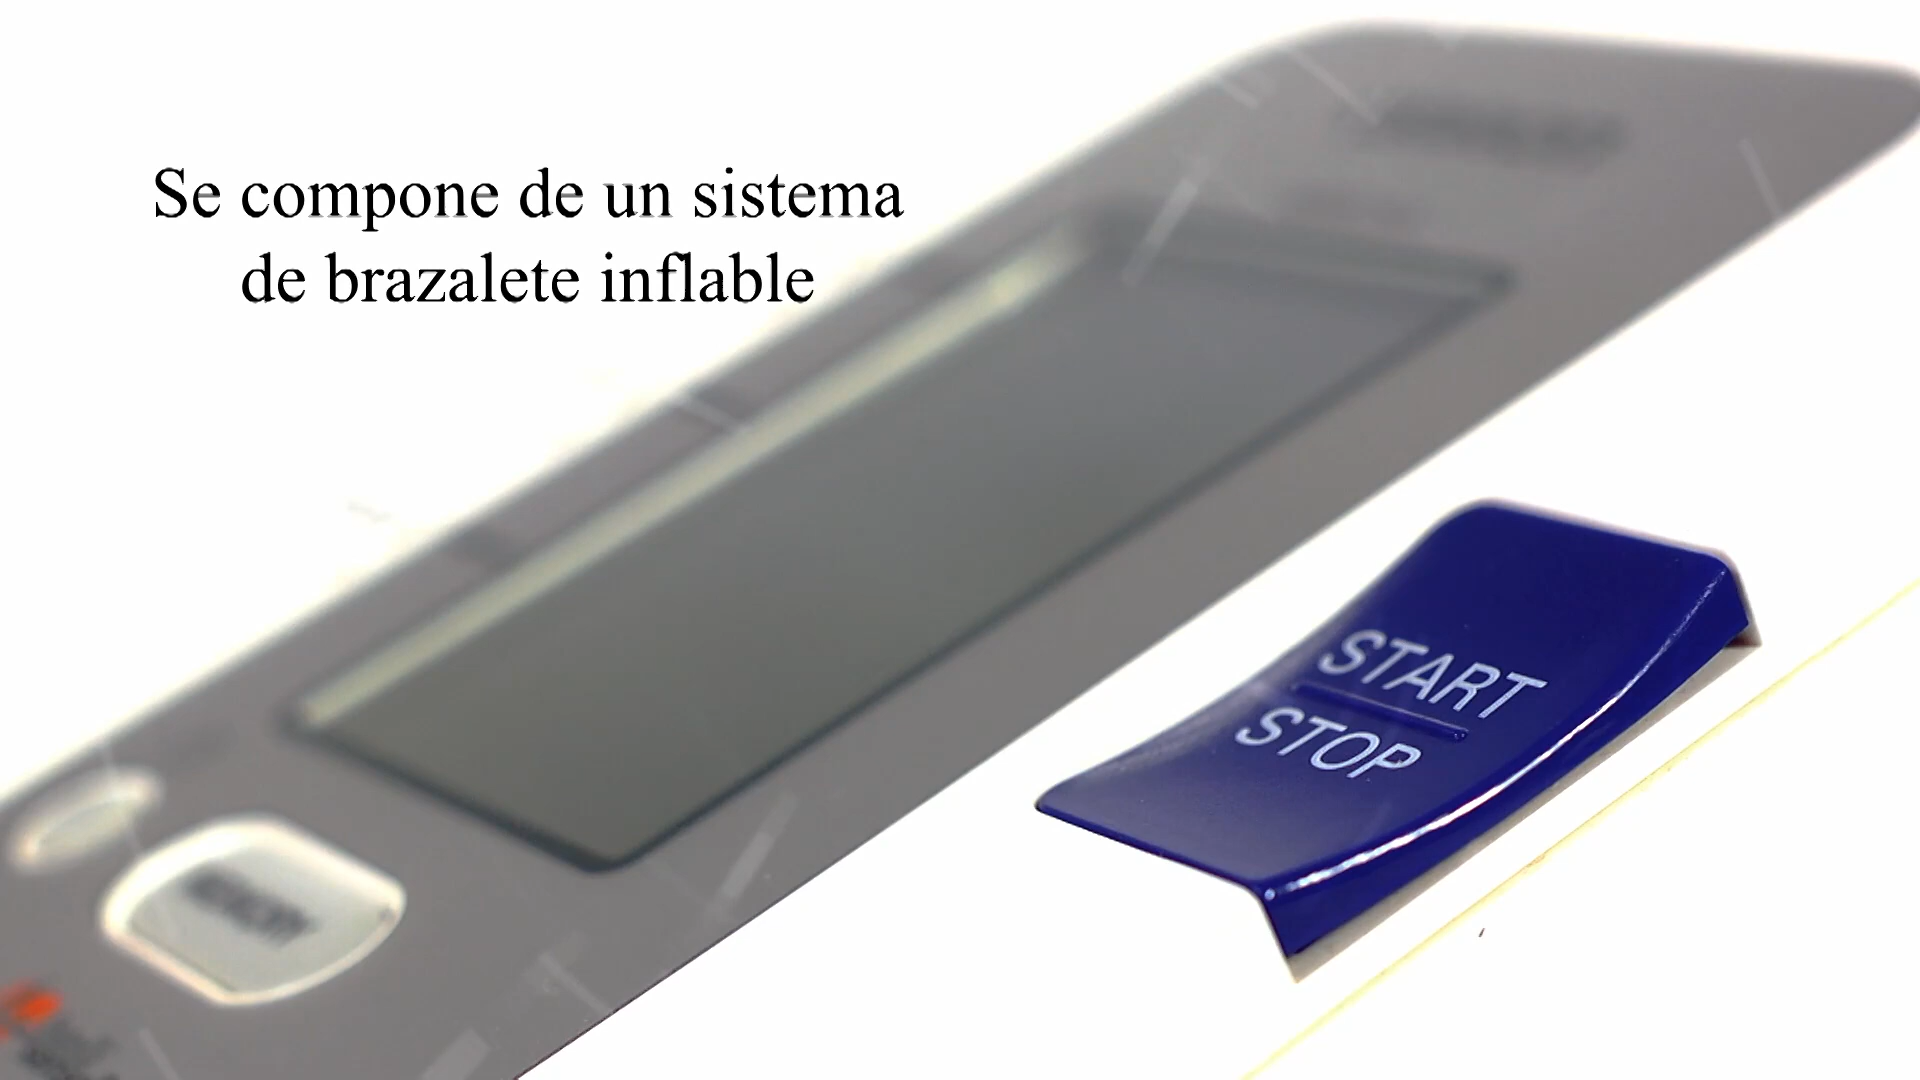 Se compone de un sistema
de brazalete inflable
START
STOP